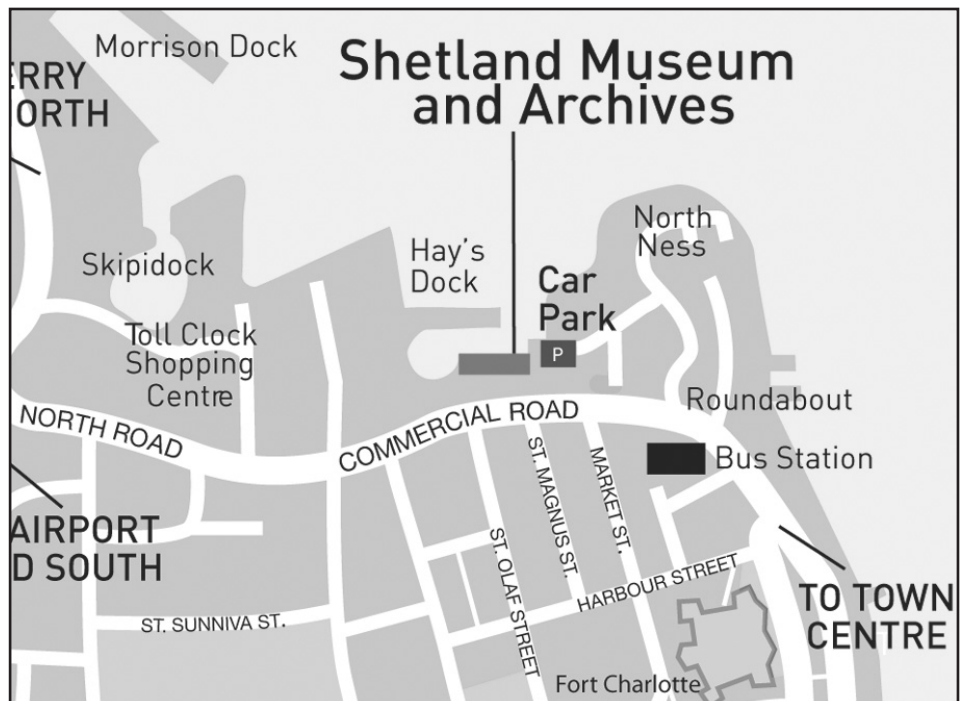 Morrison Dock
Shetland Museum
and Archives
ERRY
ORTH
North
Ness
Hay's
Dock
Skipidock
Car
Park
P
Toll Clock
Shopping
Centre
Roundabout
NORTH ROAD
COMMERCIAL ROAD
Bus Station
ST. MAGNUS ST.
MARKET ST.
ST. OLAF STREET
AIRPORT
D SOUTH
HARBOUR STREET
TO TOWN
CENTRE
ST. SUNNIVA ST.
Fort Charlotte